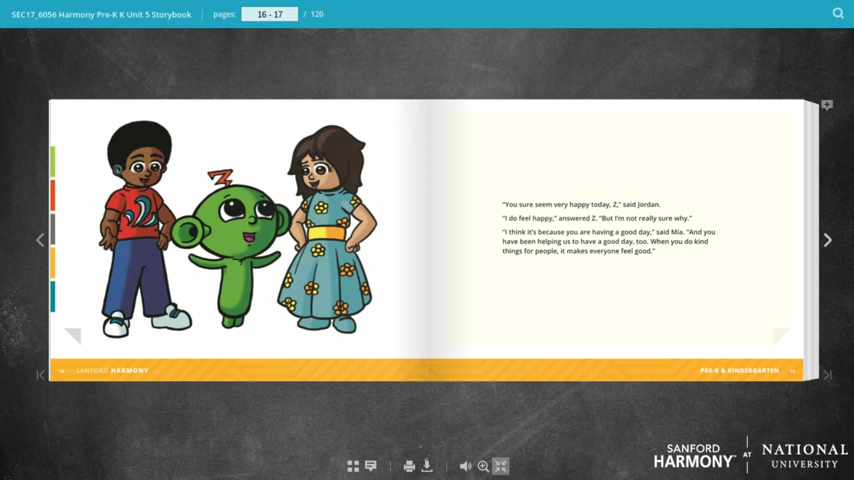 SEC17_6056 Harmony Pre-K K Unit 5 Storybook
pages: 16 - 17 / 120
"You sure seem very happy today, Z," said Jordan.
"I do feel happy," answered Z. "But I'm not really sure why."
"I think it's because you are having a good day," said Mia. "And you
have been helping us to have a good day, too. When you do kind
things for people, it makes everyone feel good."
SANFORD HARMONY
PRE-K & KINDERGARTEN
SANFORD
HARMONY™ AT NATIONAL
UNIVERSITY